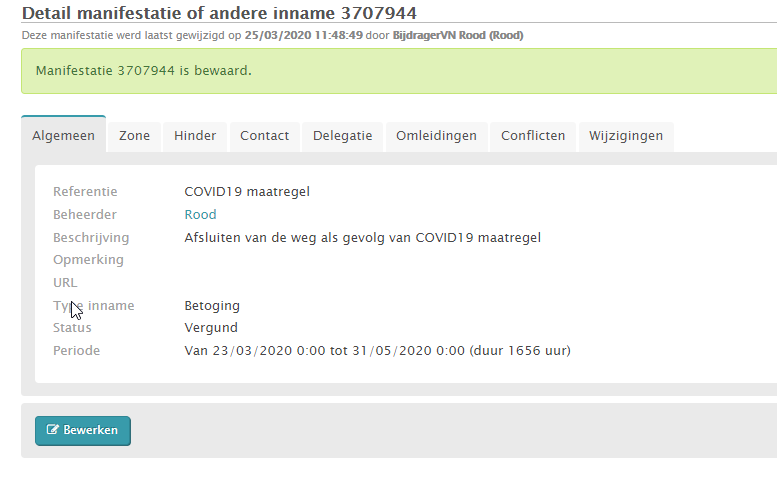 Detail manifestatie of andere inname 3707944
Deze manifestatie werd laatst gewijzigd op 25/03/2020 11:48:49 door BijdragerVN Rood (Rood)
Manifestatie 3707944 is bewaard.
Algemeen Zone Hinder Contact Delegatie Omleidingen Conflicten Wijzigingen
Referentie COVID19 maatregel
Beheerder Rood
Beschrijving Afsluiten van de weg als gevolg van COVID19 maatregel
Opmerking
URL
Type inname Betoging
Status Vergund
Periode Van 23/03/2020 0:00 tot 31/05/2020 0:00 (duur 1656 uur)
Bewerken